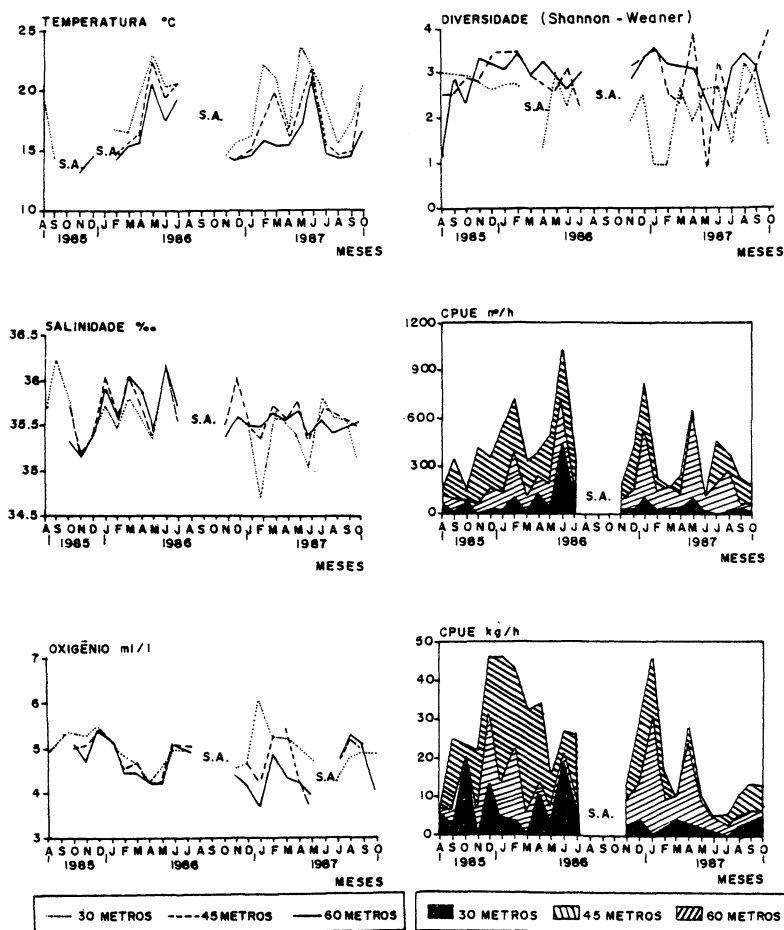 TEMPERATURA °C
25
20
15
10
S.A.
S.A.
S.A.
A S O N D J F M A M J J A S O N D J F M A M J J A S O
1985 1986 1987
MESES
DIVERSIDADE (Shannon - Weaner)
4
3
2
1
0
S.A.
S.A.
A S O N D J F M A M J J A S O N D J F M A M J J A S O
1985 1986 1987
MESES
SALINIDADE ‰
36.5
36
35.5
35
34.5
S.A.
A S O N D J F M A M J J A S O N D J F M A M J J A S O
1985 1986 1987
MESES
CPUE nº/h
1200
900
600
300
0
S.A.
A S O N D J F M A M J J A S O N D J F M A M J J A S O
1985 1986 1987
MESES
OXIGÊNIO ml/l
7
6
5
4
3
S.A.
S.A.
A S O N D J F M A M J J A S O N D J F M A M J J A S O
1985 1986 1987
MESES
CPUE kg/h
50
40
30
20
10
0
S.A.
A S O N D J F M A M J J A S O N D J F M A M J J A S O
1985 1986 1987
MESES
30 METROS 45 METROS 60 METROS
30 METROS 45 METROS 60 METROS